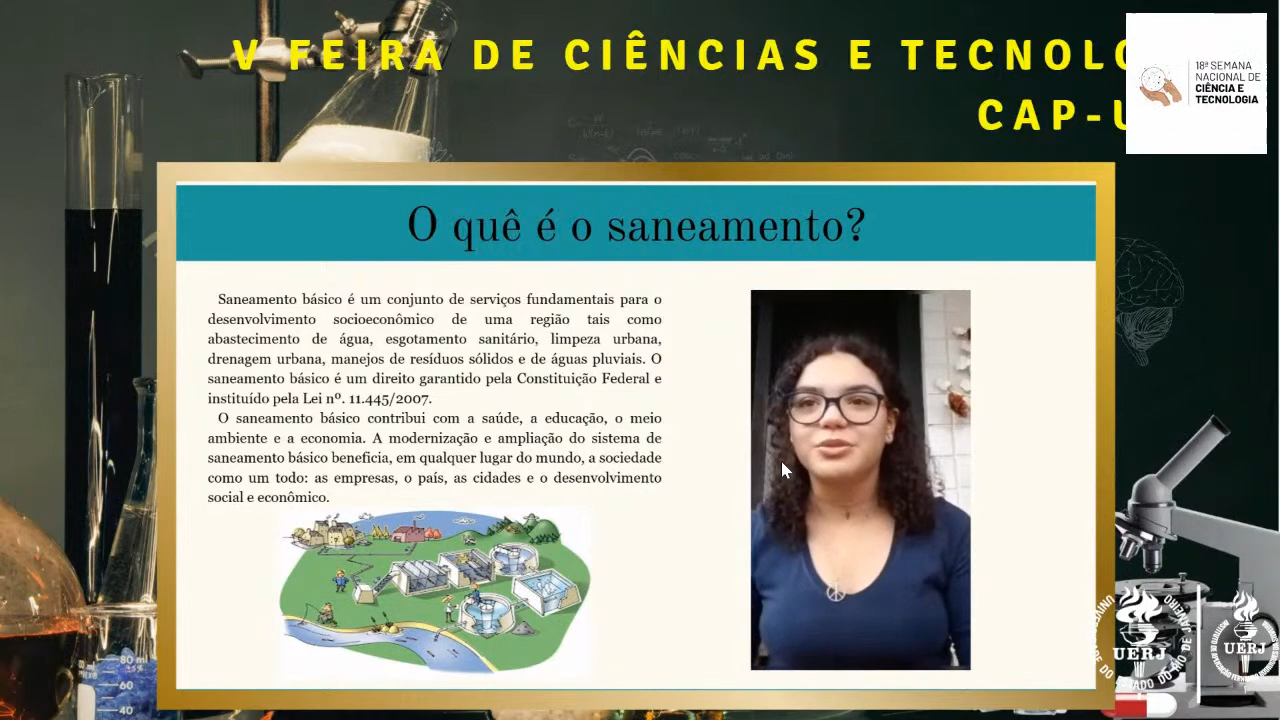 V FEIRA DE CIÊNCIAS E TECNOLO
CAP-U
18ª SEMANA
NACIONAL DE
CIÊNCIA E
TECNOLOGIA
O quê é o saneamento?
Saneamento básico é um conjunto de serviços fundamentais para o
desenvolvimento socioeconômico de uma região tais como
abastecimento de água, esgotamento sanitário, limpeza urbana,
drenagem urbana, manejos de resíduos sólidos e de águas pluviais. O
saneamento básico é um direito garantido pela Constituição Federal e
instituído pela Lei nº. 11.445/2007.
O saneamento básico contribui com a saúde, a educação, o meio
ambiente e a economia. A modernização e ampliação do sistema de
saneamento básico beneficia, em qualquer lugar do mundo, a sociedade
como um todo: as empresas, o país, as cidades e o desenvolvimento
social e econômico.
80 ml
60
40
UERJ
UERJ